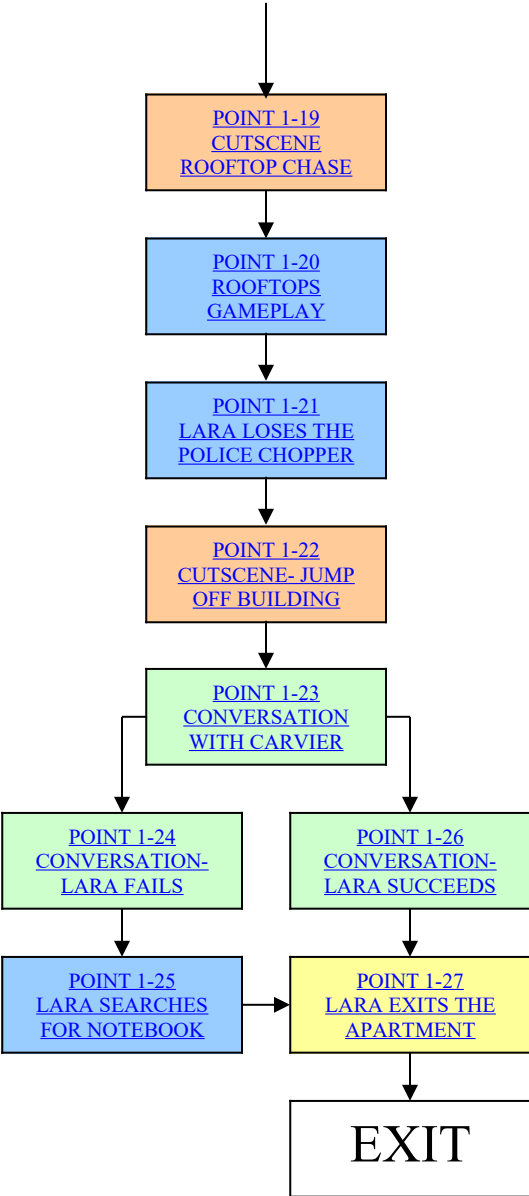 POINT 1-19
CUTSCENE
ROOFTOP CHASE
POINT 1-20
ROOFTOPS
GAMEPLAY
POINT 1-21
LARA LOSES THE
POLICE CHOPPER
POINT 1-22
CUTSCENE- JUMP
OFF BUILDING
POINT 1-23
CONVERSATION
WITH CARVIER
POINT 1-24
CONVERSATION-
LARA FAILS
POINT 1-26
CONVERSATION-
LARA SUCCEEDS
POINT 1-25
LARA SEARCHES
FOR NOTEBOOK
POINT 1-27
LARA EXITS THE
APARTMENT
EXIT